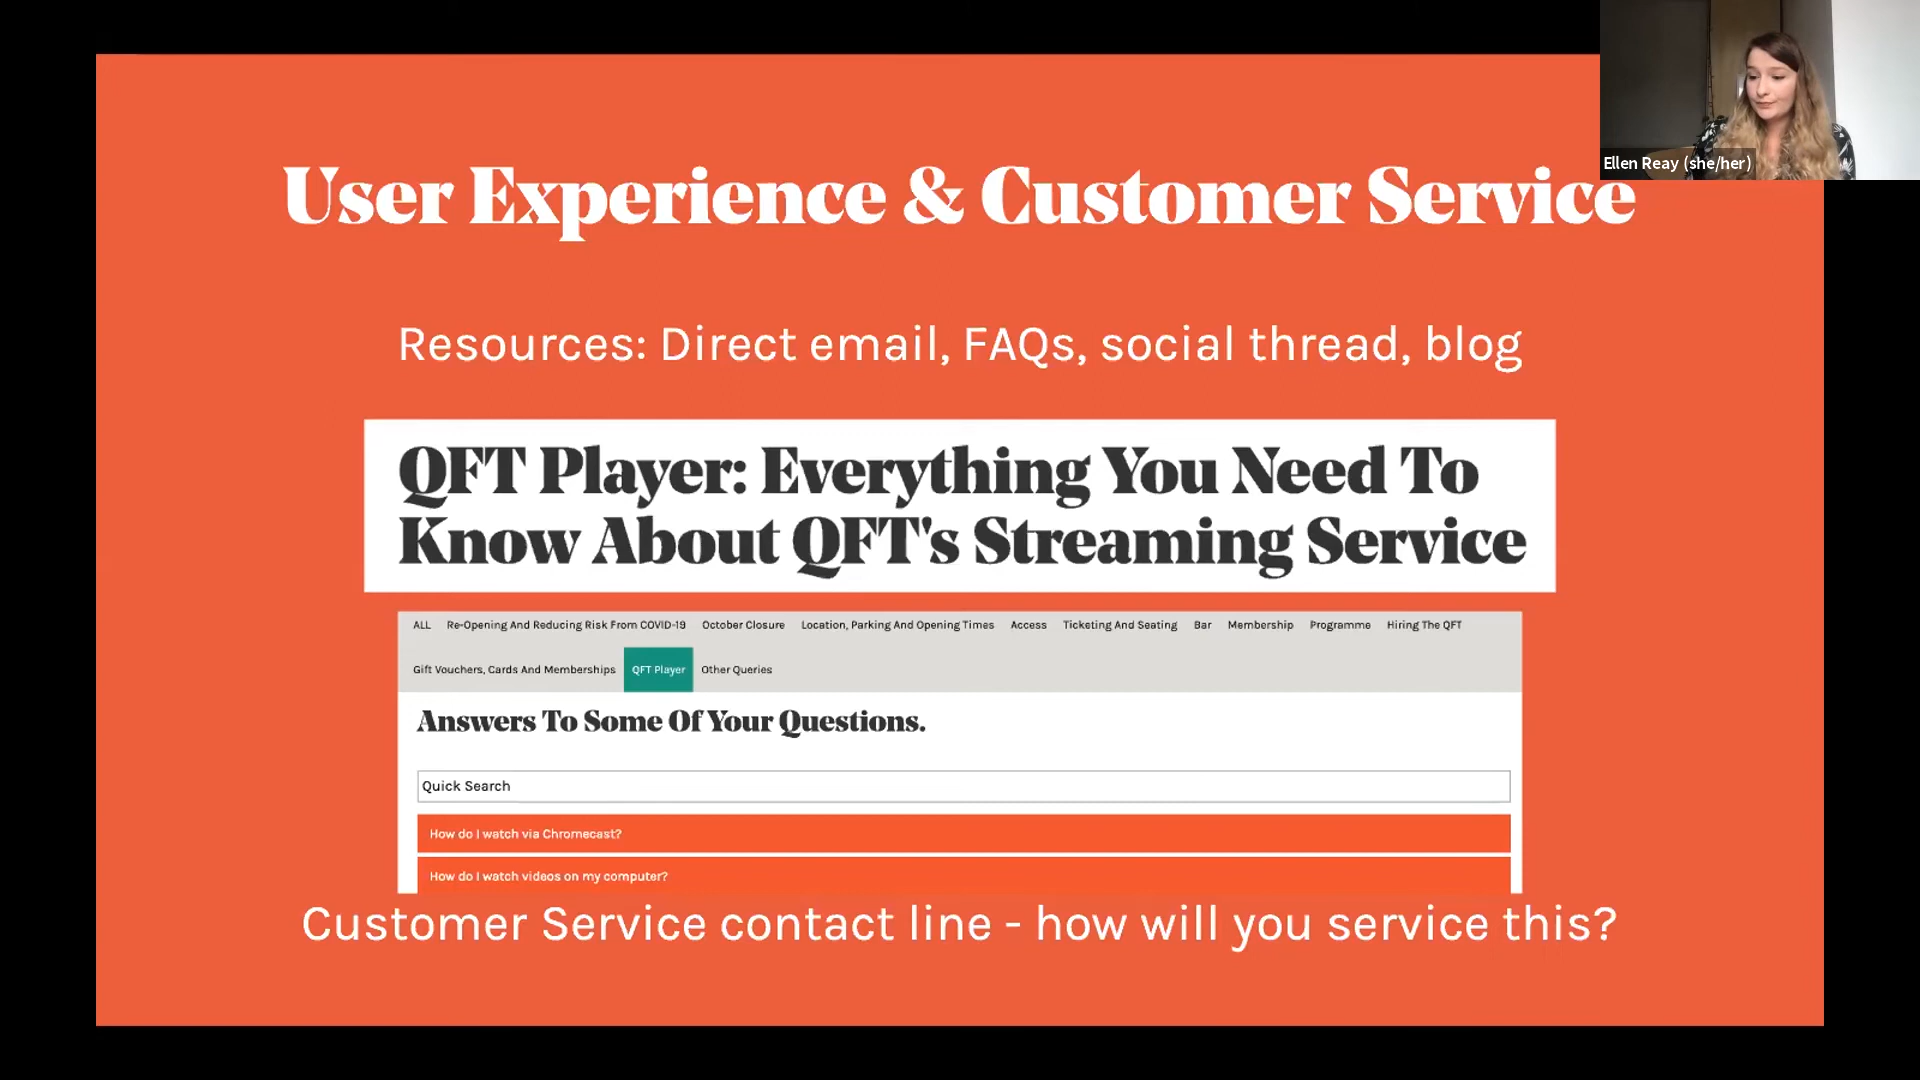 Ellen Reay (she/her)
User Experience & Customer Service
Resources: Direct email, FAQs, social thread, blog
QFT Player: Everything You Need To
Know About QFT's Streaming Service
ALL Re-Opening And Reducing Risk From COVID-19 October Closure Location, Parking And Opening Times Access Ticketing And Seating Bar Membership Programme Hiring The QFT
Gift Vouchers, Cards And Memberships QFT Player Other Queries
Answers To Some Of Your Questions.
Quick Search
How do I watch via Chromecast?
How do I watch videos on my computer?
Customer Service contact line - how will you service this?